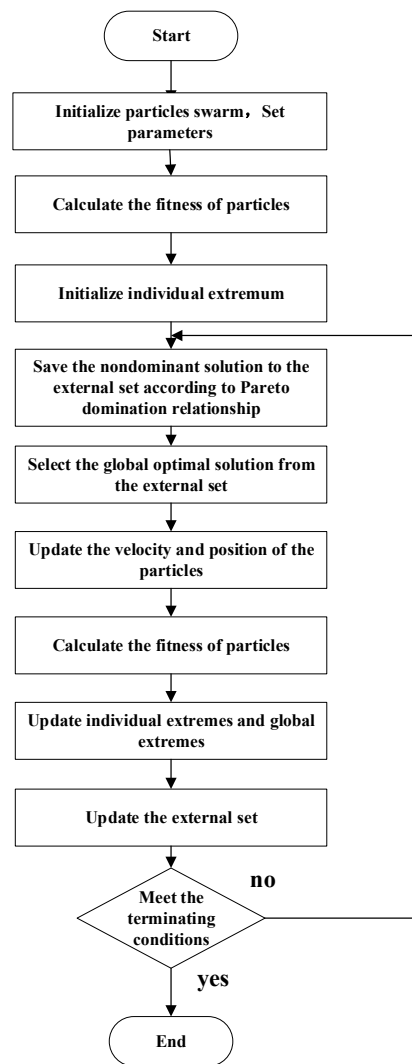 Start
Initialize particles swarm，Set
parameters
Calculate the fitness of particles
Initialize individual extremum
Save the nondominant solution to the
external set according to Pareto
domination relationship
Select the global optimal solution from
the external set
Update the velocity and position of the
particles
Calculate the fitness of particles
Update individual extremes and global
extremes
Update the external set
no
Meet the
terminating
conditions
yes
End